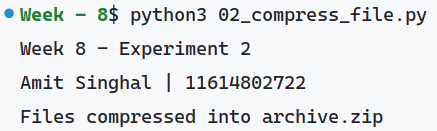 Week - 8$ python3 02_compress_file.py
Week 8 - Experiment 2
Amit Singhal | 11614802722
Files compressed into archive.zip